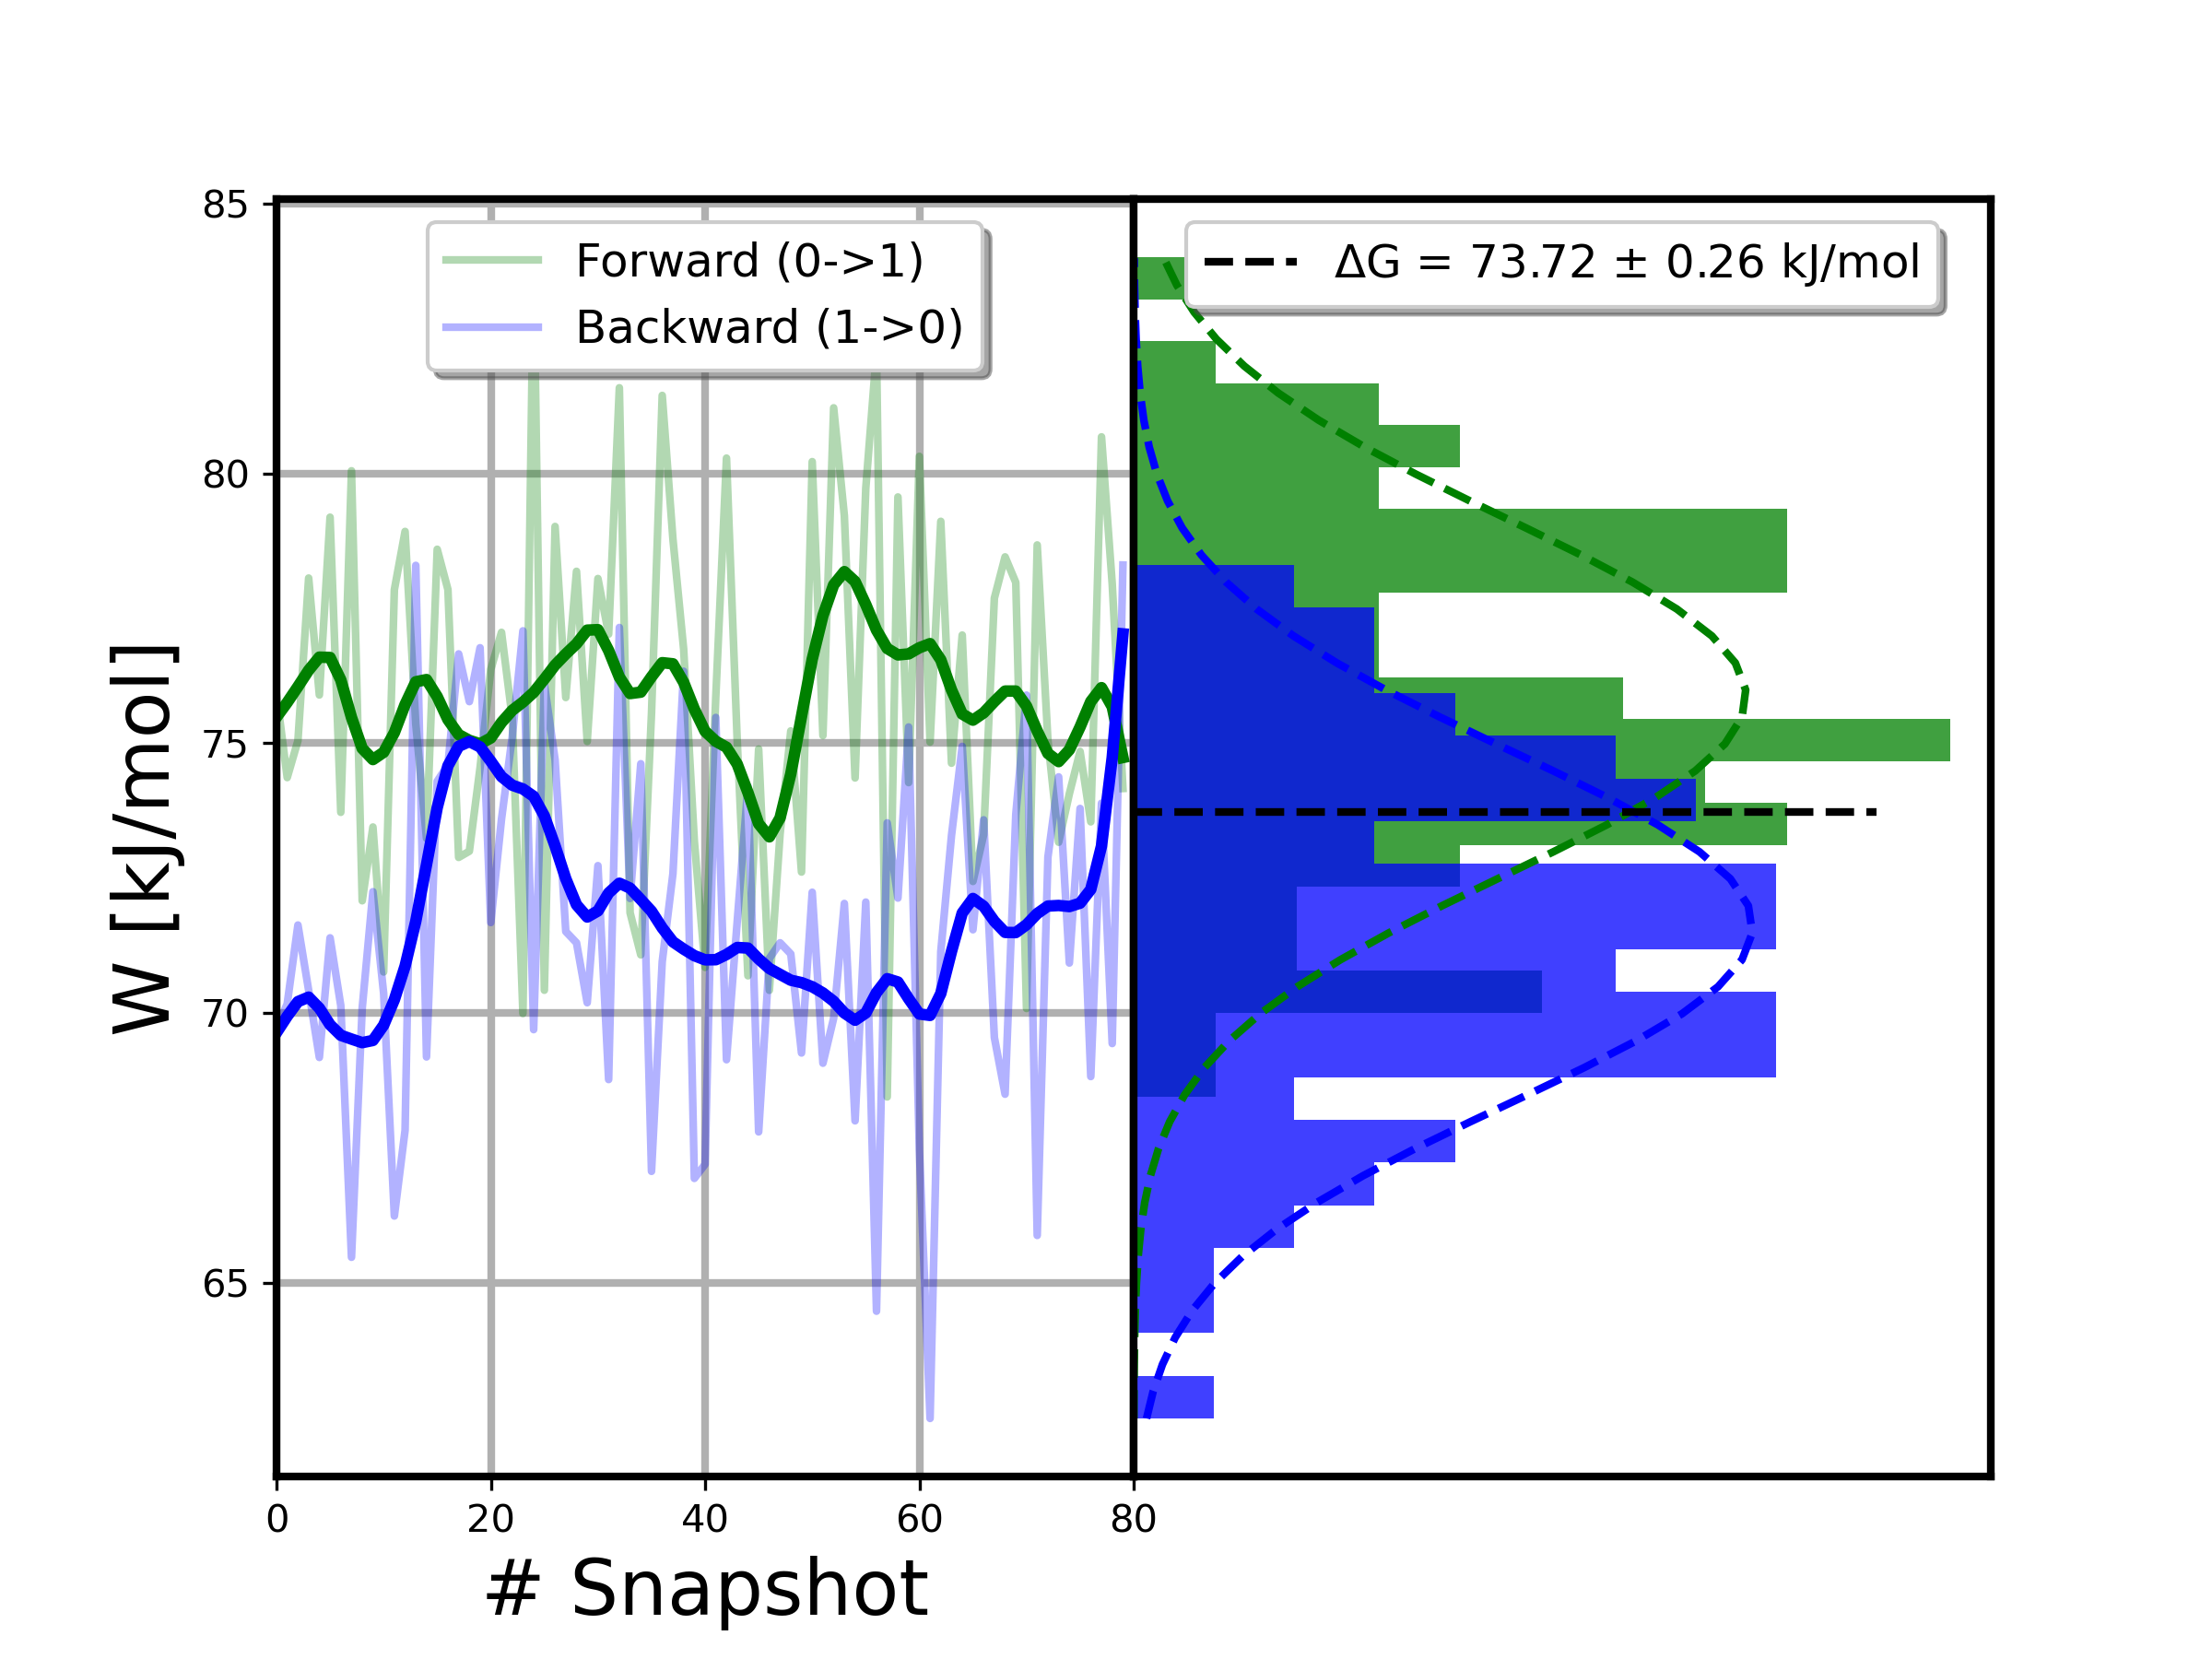 85
80
75
70
65
W [kJ/mol]
Forward (0->1)
Backward (1->0)
ΔG = 73.72 ± 0.26 kJ/mol
0 20 40 60 80
# Snapshot